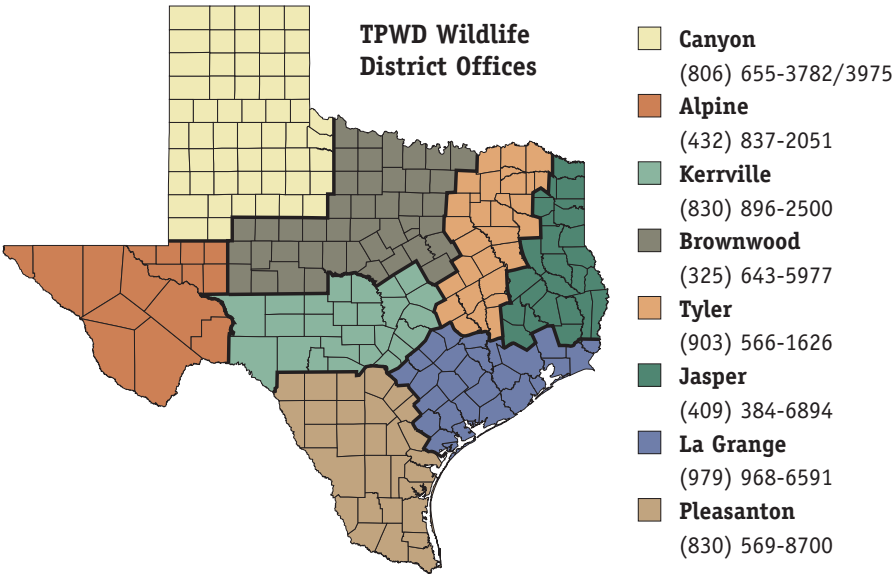 TPWD Wildlife
District Offices
Canyon
(806) 655-3782/3975
Alpine
(432) 837-2051
Kerrville
(830) 896-2500
Brownwood
(325) 643-5977
Tyler
(903) 566-1626
Jasper
(409) 384-6894
La Grange
(979) 968-6591
Pleasanton
(830) 569-8700